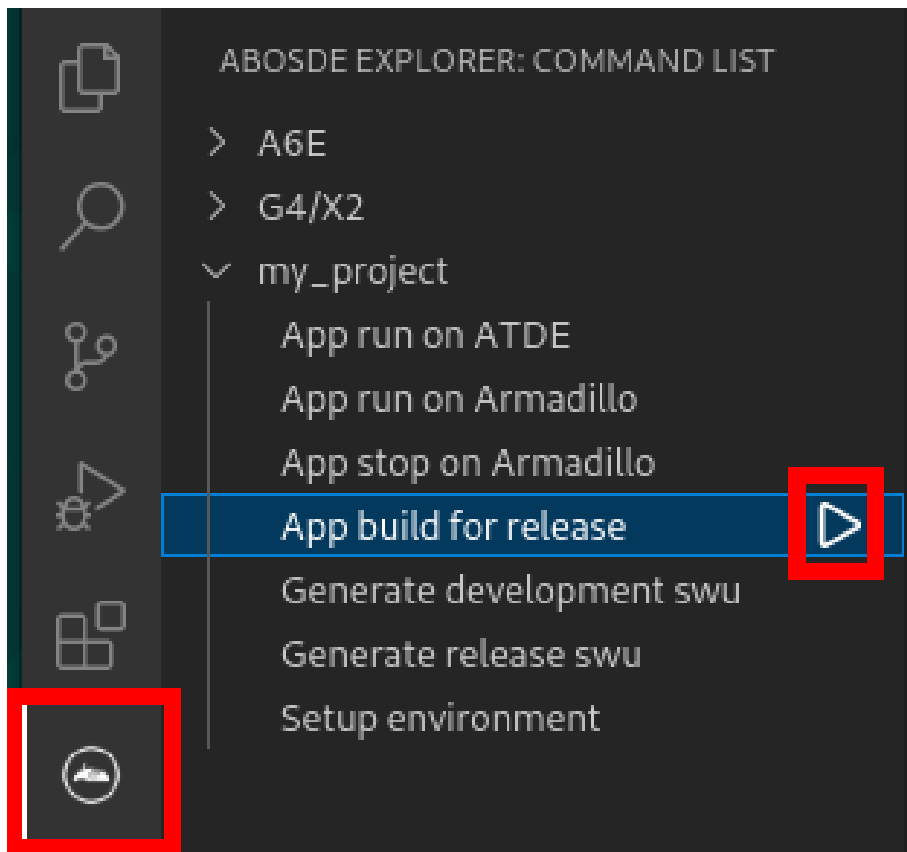 ABOSDE EXPLORER: COMMAND LIST
A6E
G4/X2
my_project
App run on ATDE
App run on Armadillo
App stop on Armadillo
App build for release
Generate development swu
Generate release swu
Setup environment